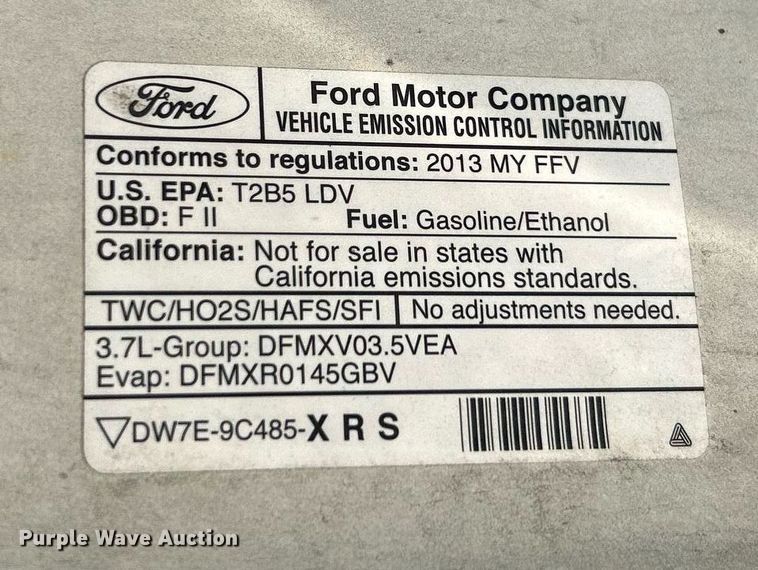 Ford
Ford Motor Company
VEHICLE EMISSION CONTROL INFORMATION
Conforms to regulations: 2013 MY FFV
U.S. EPA: T2B5 LDV
OBD: F II Fuel: Gasoline/Ethanol
California: Not for sale in states with
California emissions standards.
TWC/HO2S/HAFS/SFI No adjustments needed.
3.7L-Group: DFMXV03.5VEA
Evap: DFMXR0145GBV
DW7E-9C485-X R S
Purple Wave Auction